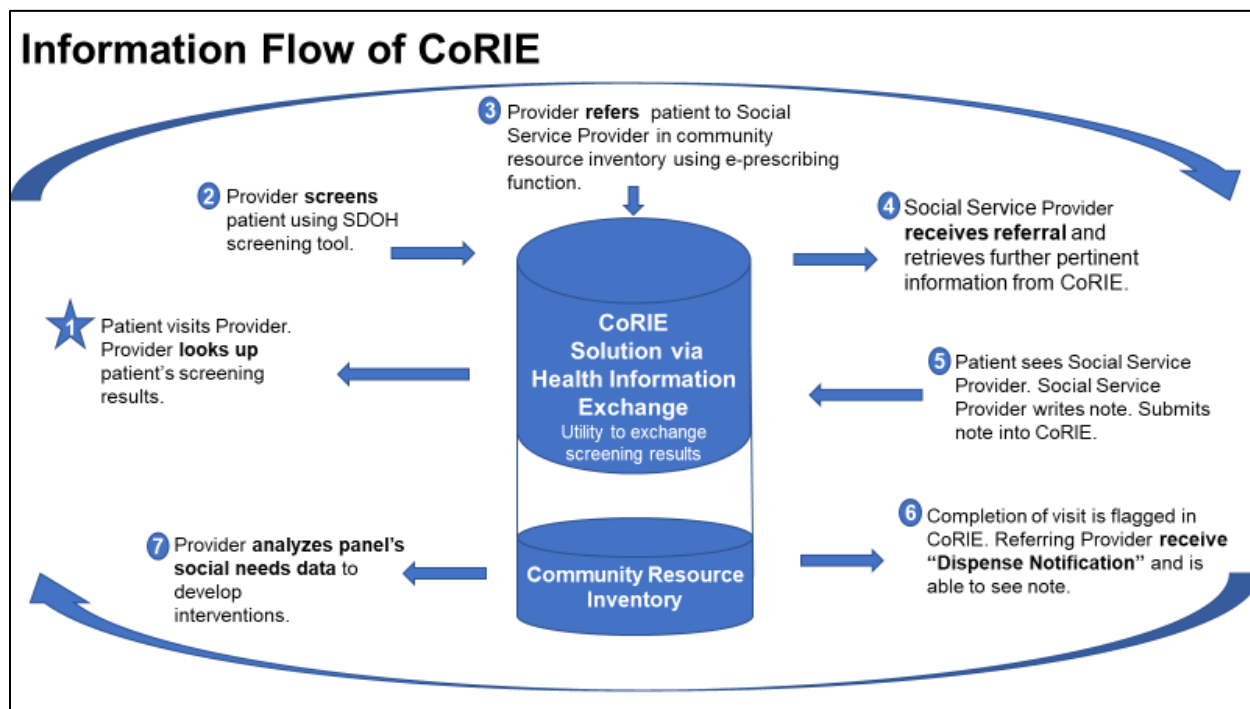 Information Flow of CoRIE
1
Patient visits Provider.
Provider looks up
patient's screening
results.
2
Provider screens
patient using SDOH
screening tool.
3
Provider refers patient to Social
Service Provider in community
resource inventory using e-prescribing
function.
4
Social Service Provider
receives referral and
retrieves further pertinent
information from CoRIE.
5
Patient sees Social Service
Provider. Social Service
Provider writes note. Submits
note into CoRIE.
6
Completion of visit is flagged in
CoRIE. Referring Provider receive
“Dispense Notification” and is
able to see note.
7
Provider analyzes panel's
social needs data to
develop
interventions.
CoRIE
Solution via
Health Information
Exchange
Utility to exchange
screening results
Community Resource
Inventory